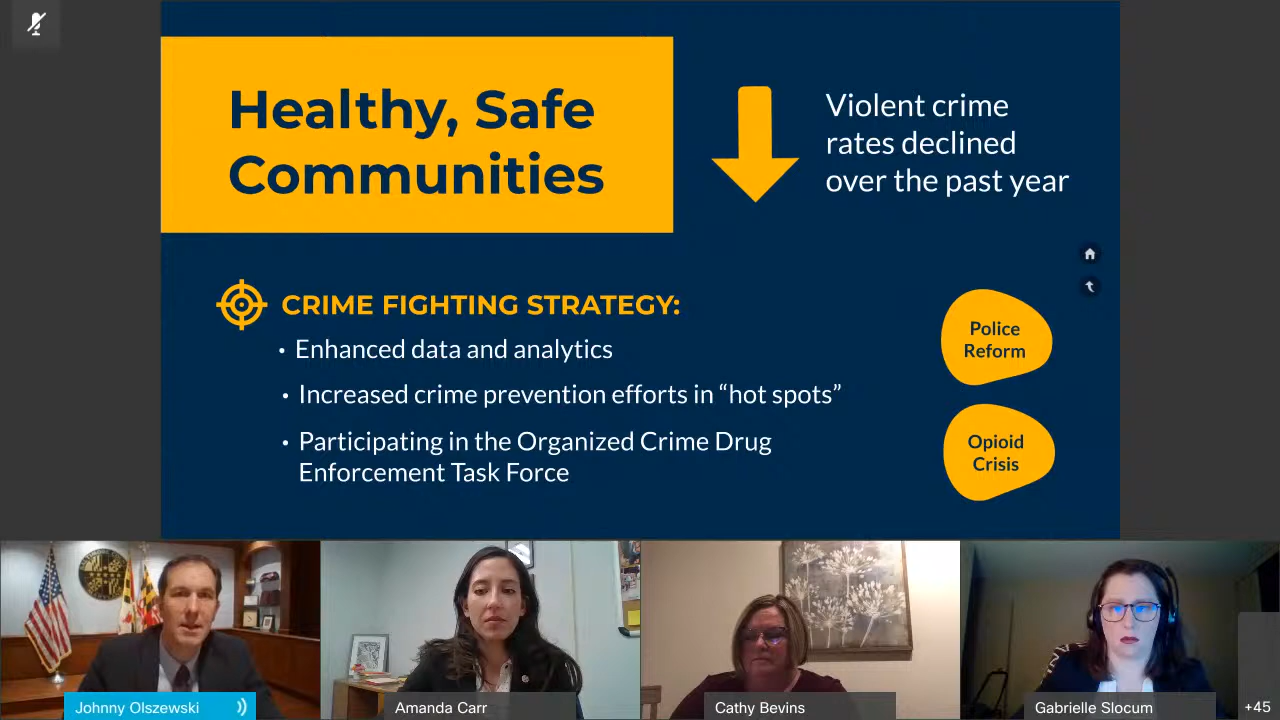 Healthy, Safe
Communities
Violent crime
rates declined
over the past year
CRIME FIGHTING STRATEGY:
• Enhanced data and analytics
• Increased crime prevention efforts in “hot spots”
• Participating in the Organized Crime Drug
Enforcement Task Force
Police
Reform
Opioid
Crisis
Johnny Olszewski
Amanda Carr
Cathy Bevins
Gabrielle Slocum
+45